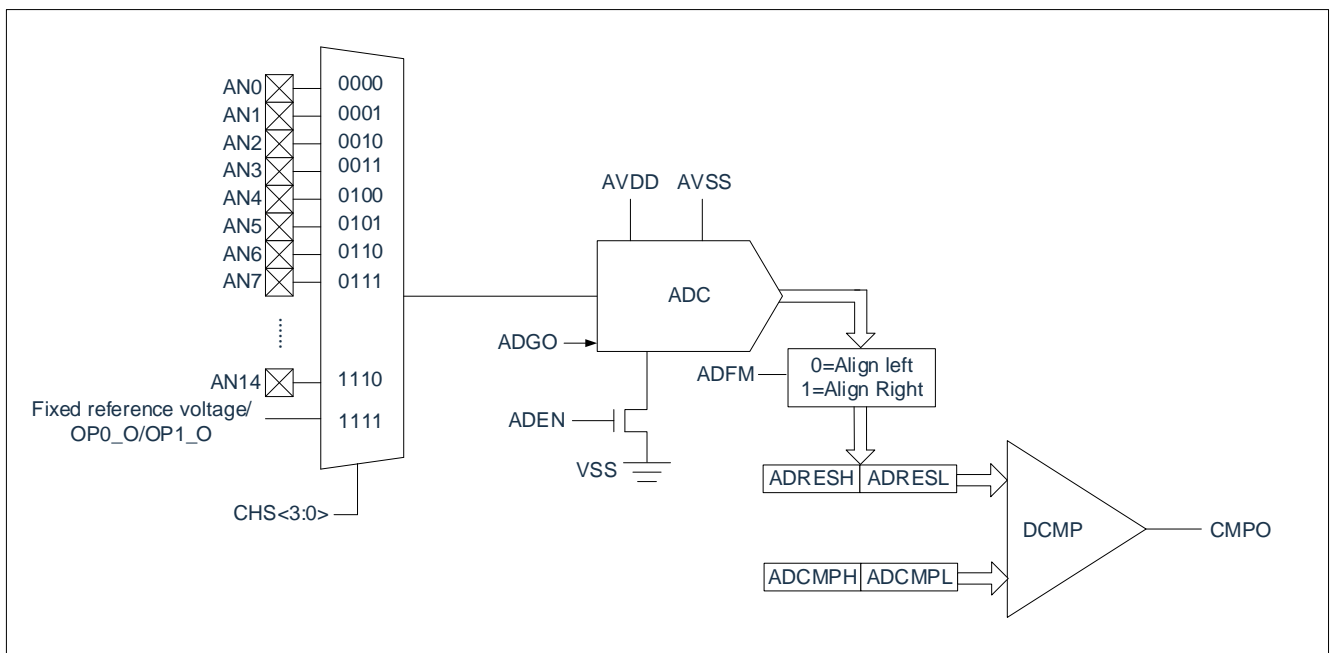 AN0 0000
AN1 0001
AN2 0010
AN3 0011
AN4 0100
AN5 0101
AN6 0110
AN7 0111
AN14 1110
Fixed reference voltage/
OP0_O/OP1_O
1111
CHS<3:0>
AVDD AVSS
ADC
ADGO
ADEN
VSS
ADFM
0=Align left
1=Align Right
ADRESH ADRESL
ADCMPH ADCMPL
DCMP
CMPO